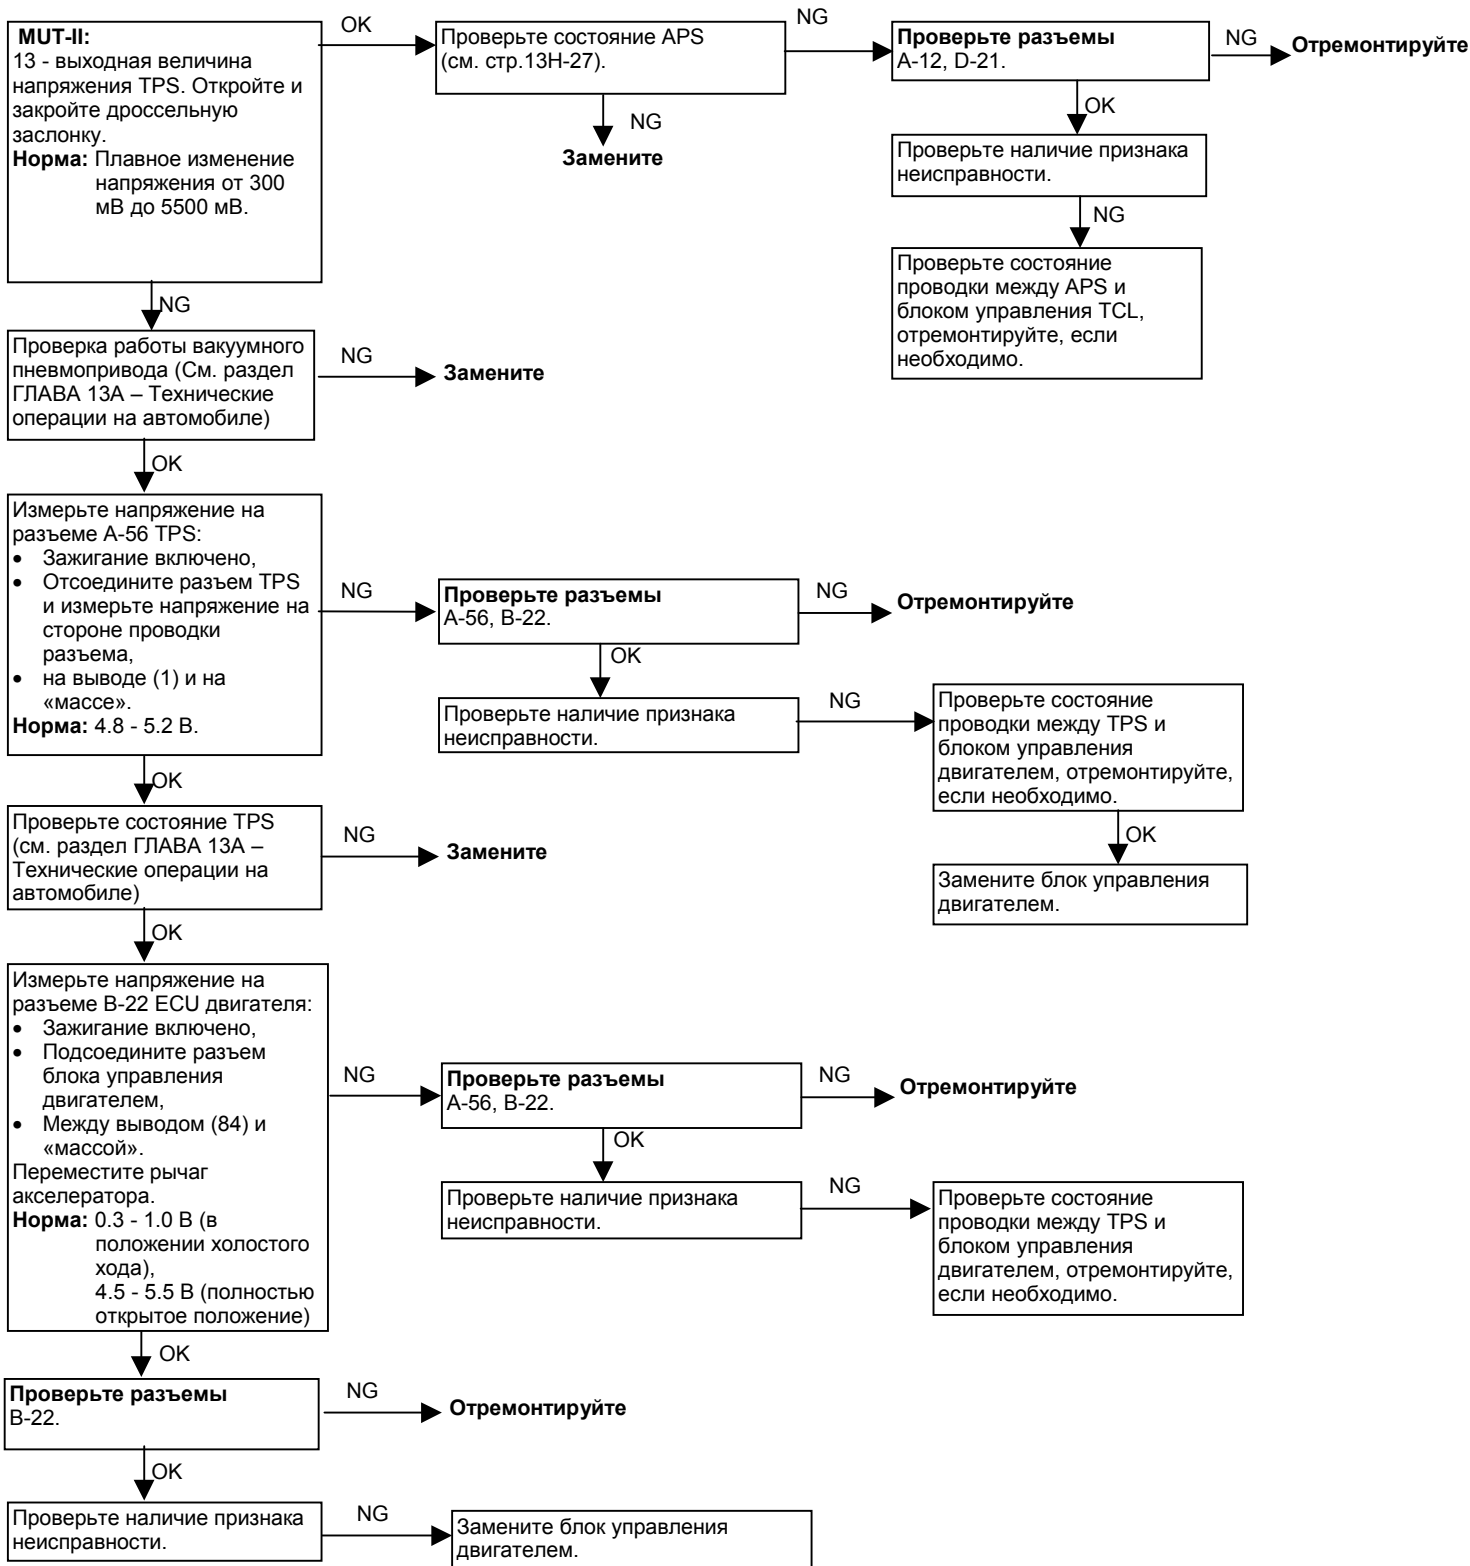 MUT-II:
13 - выходная величина
напряжения TPS. Откройте и
закройте дроссельную
заслонку.
Норма: Плавное изменение
напряжения от 300
мВ до 5500 мВ.
OK
Проверьте состояние APS
(см. стр.13H-27).
NG
Проверьте разъемы
A-12, D-21.
NG
Отремонтируйте
NG
Замените
OK
Проверьте наличие признака
неисправности.
NG
Проверьте состояние
проводки между APS и
блоком управления TCL,
отремонтируйте, если
необходимо.
NG
Проверка работы вакуумного
пневмопривода (См. раздел
ГЛАВА 13А – Технические
операции на автомобиле)
NG
Замените
OK
Измерьте напряжение на
разъеме А-56 TPS:
• Зажигание включено,
• Отсоедините разъем TPS
и измерьте напряжение на
стороне проводки
разъема,
• на выводе (1) и на
«массе».
Норма: 4.8 - 5.2 В.
NG
Проверьте разъемы
A-56, B-22.
NG
Отремонтируйте
OK
Проверьте наличие признака
неисправности.
NG
Проверьте состояние
проводки между TPS и
блоком управления
двигателем, отремонтируйте,
если необходимо.
OK
Замените блок управления
двигателем.
OK
Проверьте состояние TPS
(см. раздел ГЛАВА 13А –
Технические операции на
автомобиле)
NG
Замените
OK
Измерьте напряжение на
разъеме В-22 ECU двигателя:
• Зажигание включено,
• Подсоедините разъем
блока управления
двигателем,
• Между выводом (84) и
«массой».
Переместите рычаг
акселератора.
Норма: 0.3 - 1.0 В (в
положении холостого
хода),
4.5 - 5.5 В (полностью
открытое положение)
NG
Проверьте разъемы
A-56, B-22.
NG
Отремонтируйте
OK
Проверьте наличие признака
неисправности.
NG
Проверьте состояние
проводки между TPS и
блоком управления
двигателем, отремонтируйте,
если необходимо.
OK
Проверьте разъемы
B-22.
NG
Отремонтируйте
OK
Проверьте наличие признака
неисправности.
NG
Замените блок управления
двигателем.